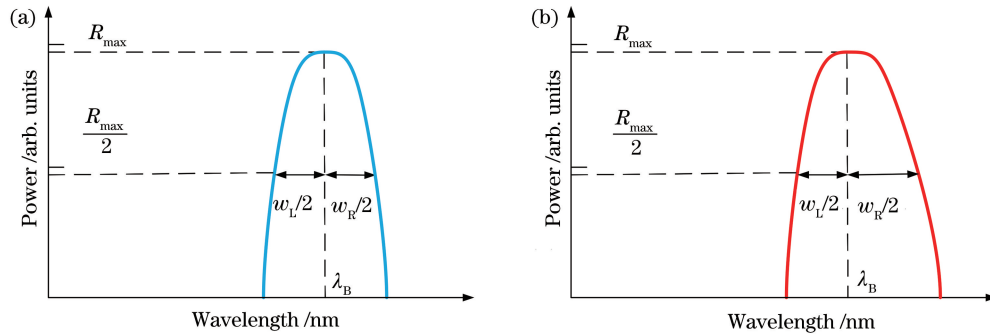 (a)
R_max
R_max/2
Power /arb. units
w_L/2
w_R/2
λ_B
Wavelength /nm
(b)
R_max
R_max/2
Power /arb. units
w_L/2
w_R/2
λ_B
Wavelength /nm